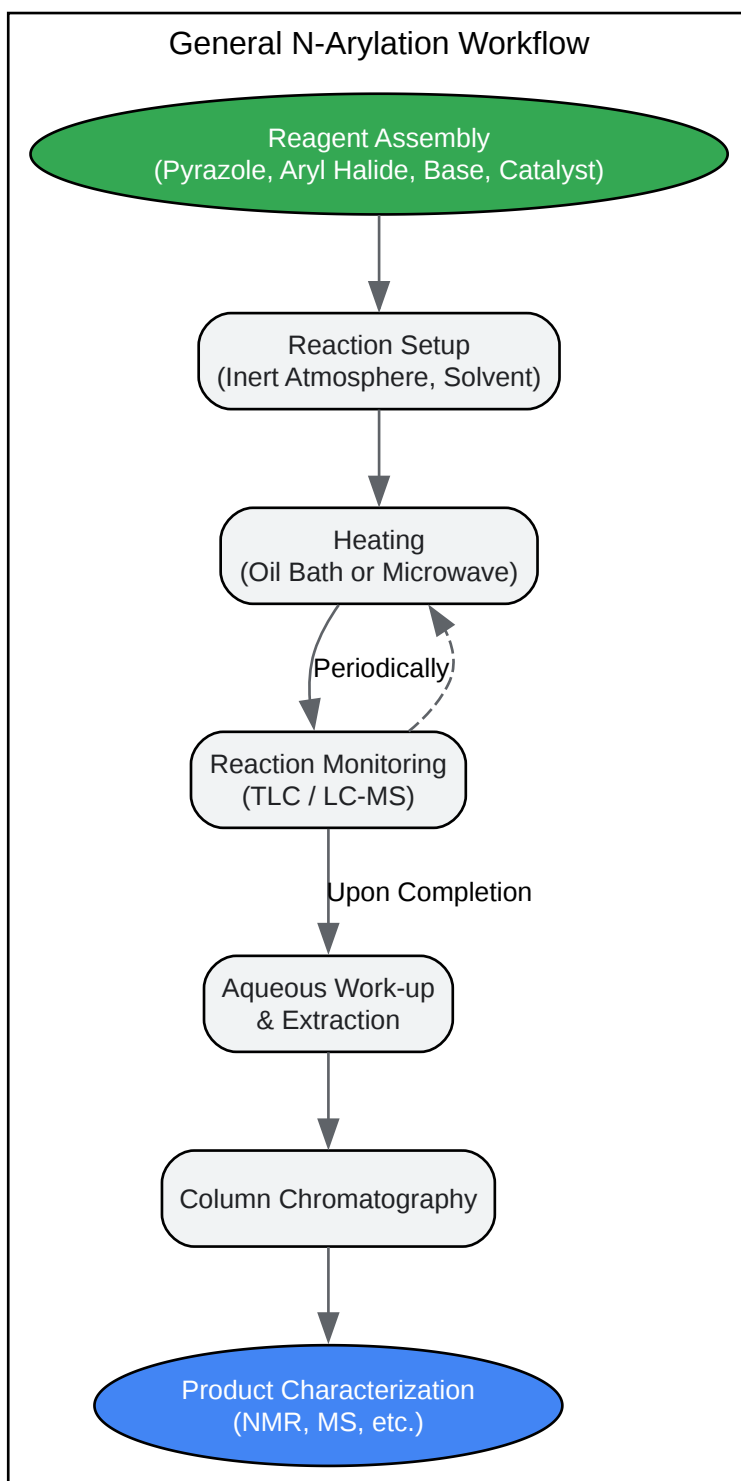 General N-Arylation Workflow
Reagent Assembly
(Pyrazole, Aryl Halide, Base, Catalyst)
Reaction Setup
(Inert Atmosphere, Solvent)
Heating
(Oil Bath or Microwave)
Periodically
Reaction Monitoring
(TLC / LC-MS)
Upon Completion
Aqueous Work-up
& Extraction
Column Chromatography
Product Characterization
(NMR, MS, etc.)